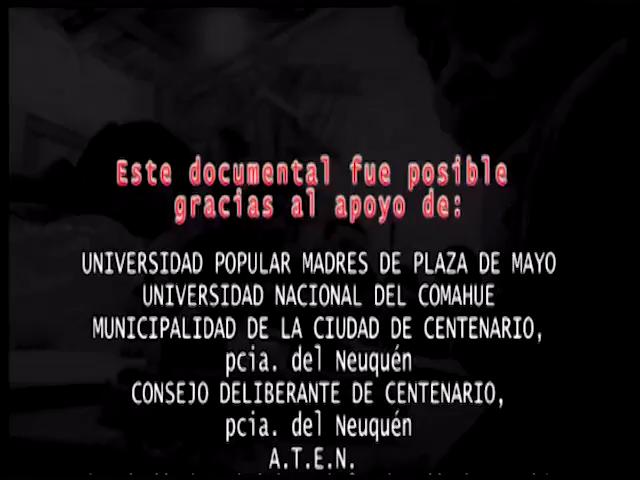 Este documental fue posible
gracias al apoyo de:
UNIVERSIDAD POPULAR MADRES DE PLAZA DE MAYO
UNIVERSIDAD NACIONAL DEL COMAHUE
MUNICIPALIDAD DE LA CIUDAD DE CENTENARIO,
pcia. del Neuquén
CONSEJO DELIBERANTE DE CENTENARIO,
pcia. del Neuquén
A.T.E.N.